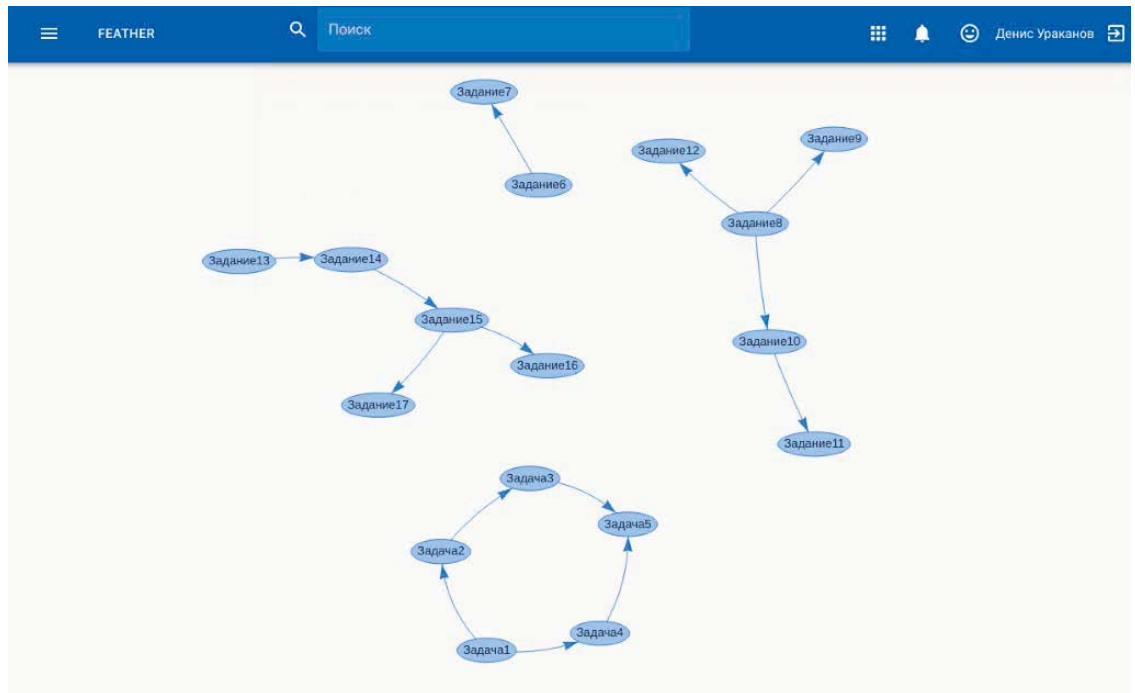 FEATHER
Поиск
Денис Ураканов
Задание7
Задание9
Задание12
Задание6
Задание8
Задание13
Задание14
Задание15
Задание10
Задание16
Задание17
Задание11
Задача3
Задача5
Задача2
Задача4
Задача1